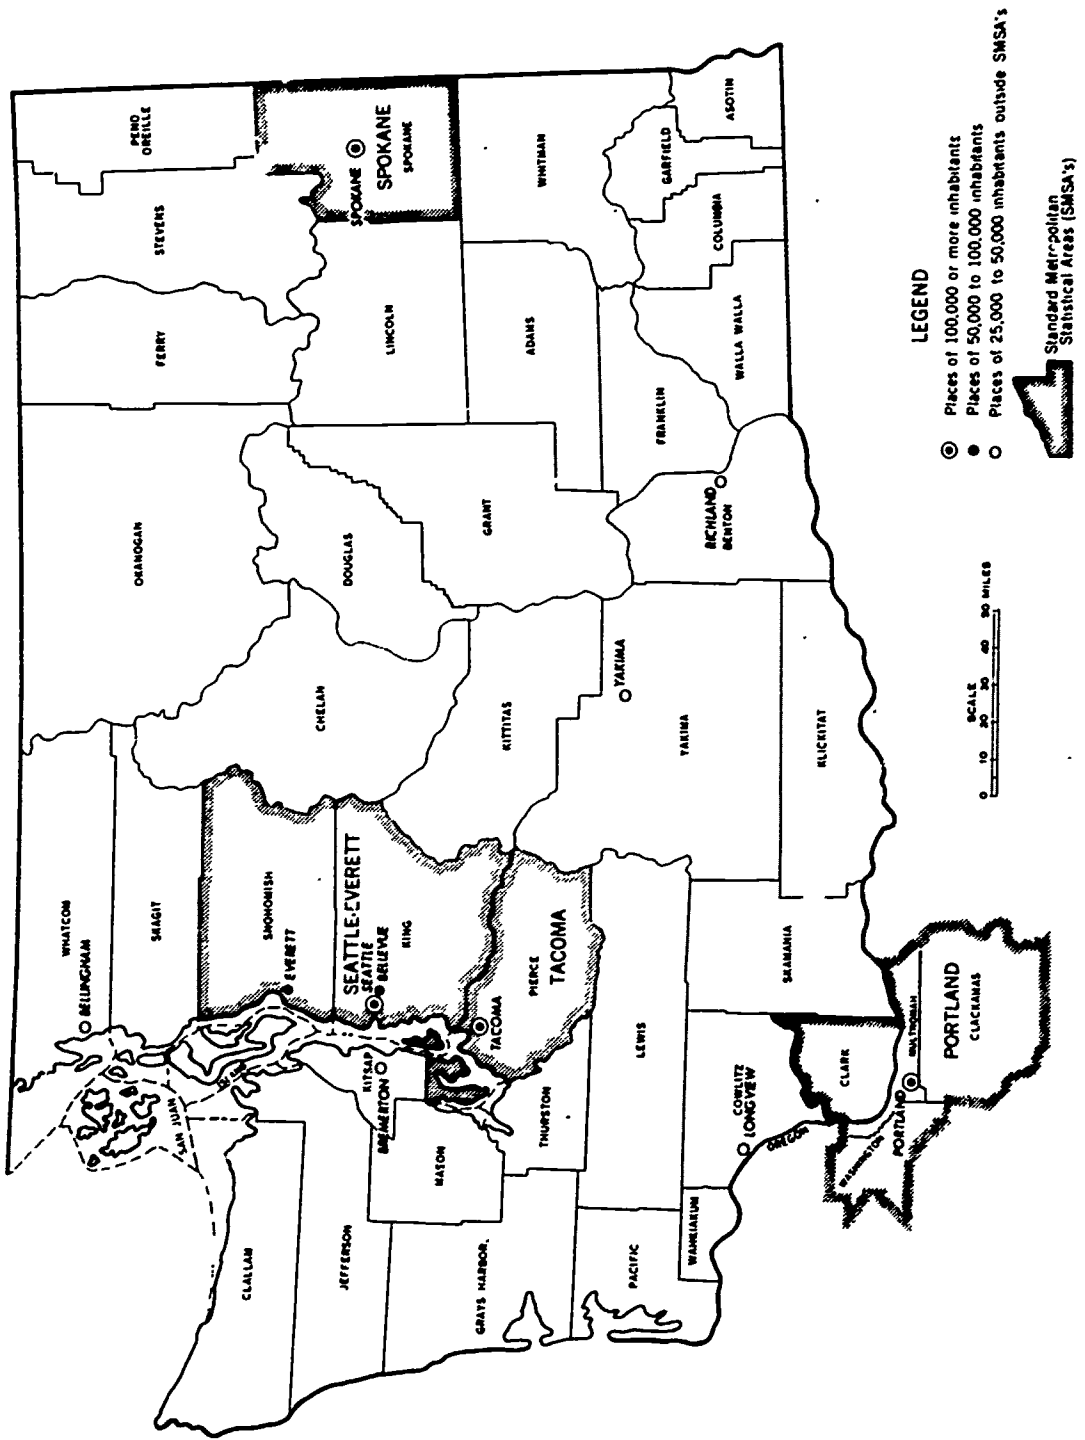 WHATCOM
BELLINGHAM
SAN JUAN
SKAGIT
OKANOGAN
FERRY
STEVENS
PEND
OREILLE
CLALLAM
SNOHOMISH
EVERETT
CHELAN
DOUGLAS
JEFFERSON
KITSAP
BREMERTON
SEATTLE-EVERETT
SEATTLE
BELLEVUE
KING
LINCOLN
SPOKANE
SPOKANE
SPOKANE
MASON
GRAYS HARBOR
TACOMA
PIERCE
TACOMA
KITTITAS
GRANT
ADAMS
WHITMAN
THURSTON
YAKIMA
PACIFIC
LEWIS
YAKIMA
FRANKLIN
GARFIELD
WAHKIAKUM
COWLITZ
LONGVIEW
RICHLAND
BENTON
WALLA WALLA
COLUMBIA
ASOTIN
OREGON
SKAMANIA
KLICKITAT
CLARK
WASHINGTON
PORTLAND
MULTNOMAH
PORTLAND
CLACKAMAS
SCALE
0 10 20 30 40 50 MILES
LEGEND
Places of 100,000 or more inhabitants
Places of 50,000 to 100,000 inhabitants
Places of 25,000 to 50,000 inhabitants outside SMSA's
Standard Metropolitan
Statistical Areas (SMSA's)